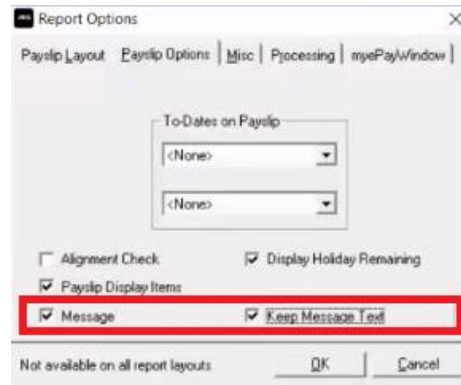 Report Options
Payslip Layout Payslip Options Misc Processing myePayWindow
To-Dates on Payslip
<None>
<None>
Alignment Check Display Holiday Remaining
Payslip Display Items
Message Keep Message Text
Not available on all report layouts OK Cancel